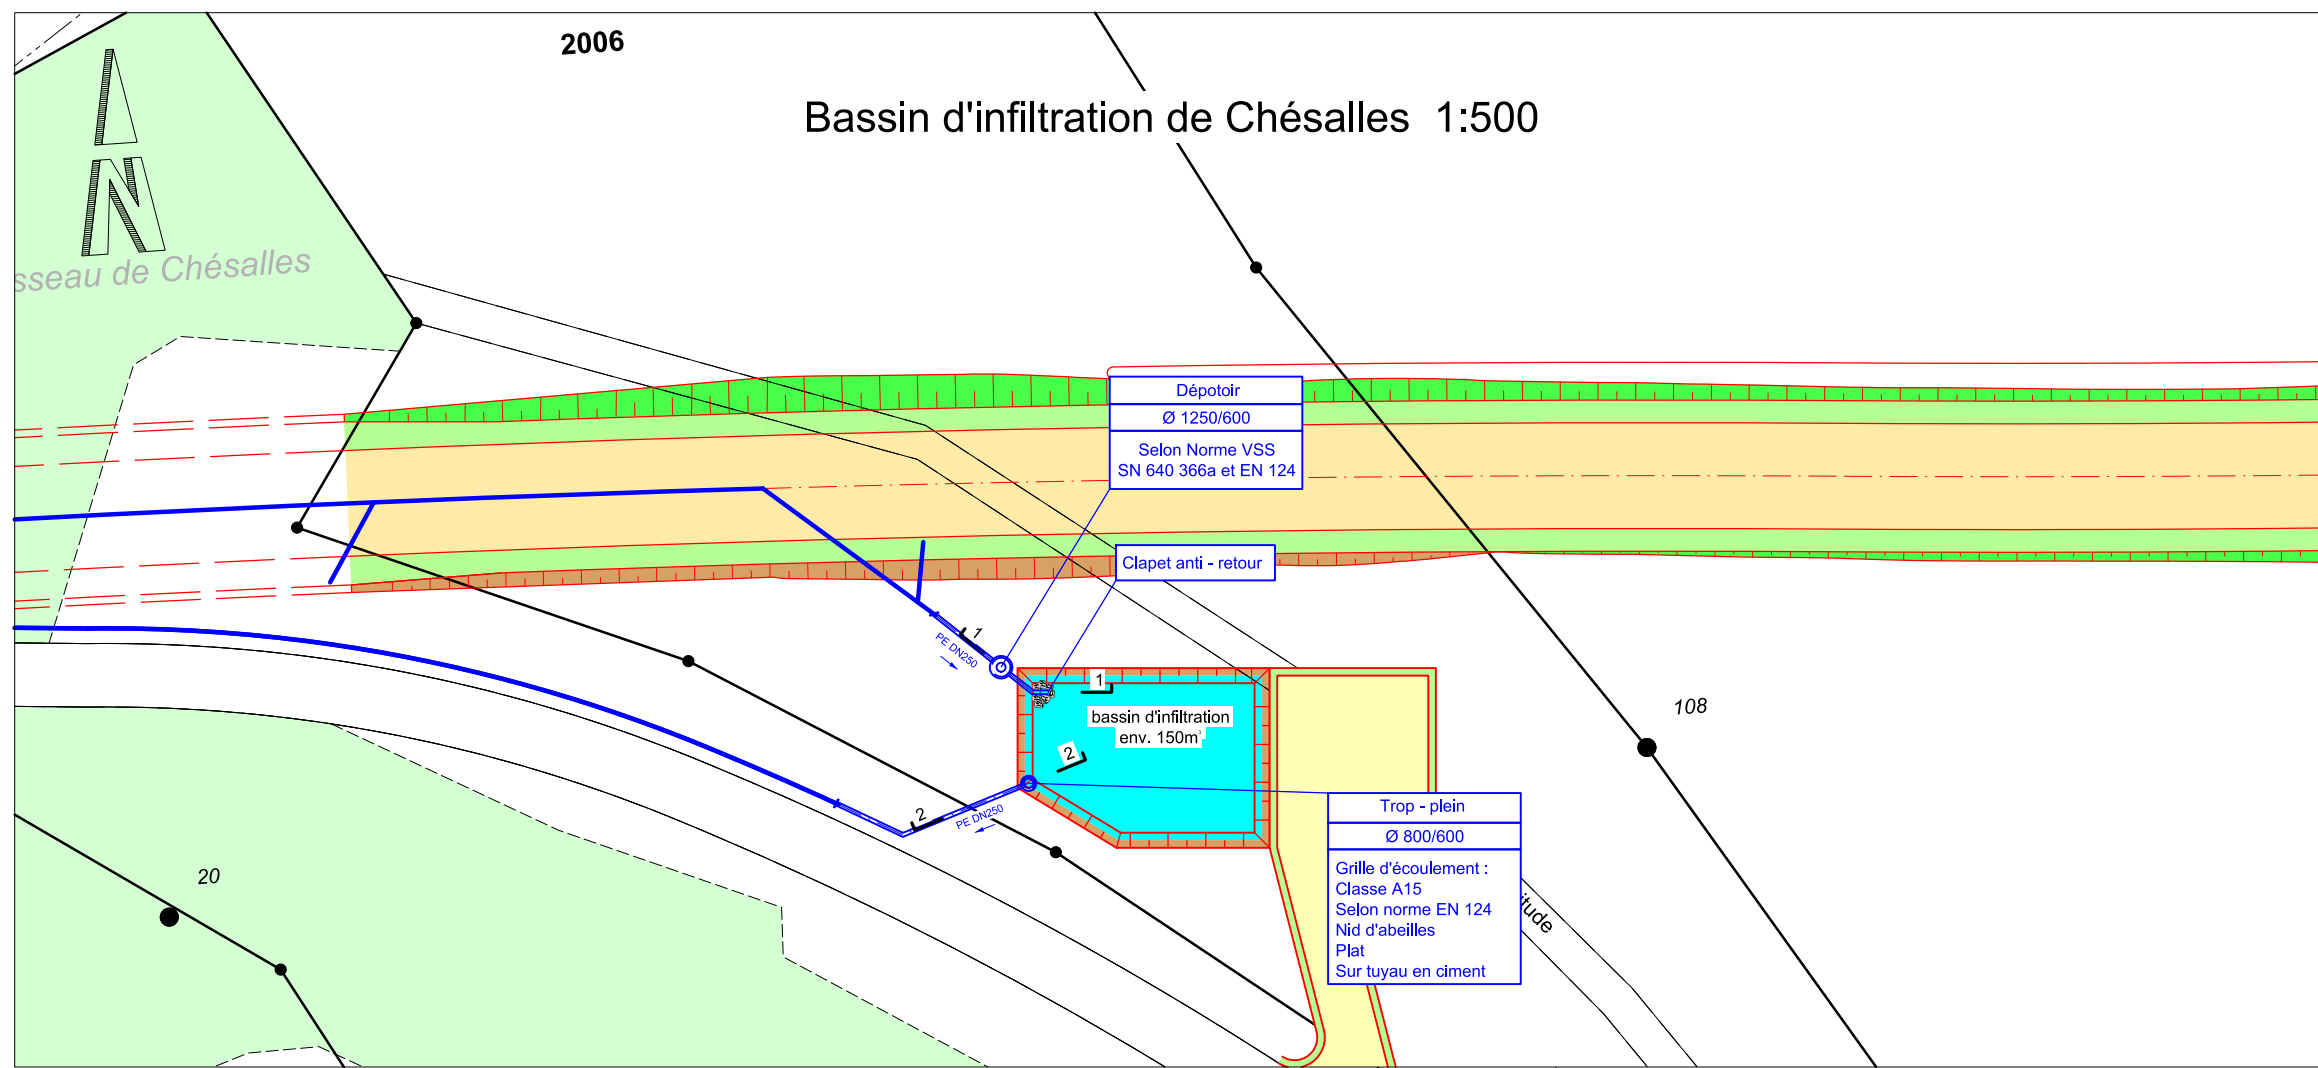 2006
Bassin d'infiltration de Chésalles 1:500
N
sseau de Chésalles
Dépotoir
Ø 1250/600
Selon Norme VSS
SN 640 366a et EN 124
Clapet anti - retour
1
PE DN250
1
bassin d'infiltration
env. 150m³
2
2
PE DN250
108
Trop - plein
Ø 800/600
Grille d'écoulement :
Classe A15
Selon norme EN 124
Nid d'abeilles
Plat
Sur tuyau en ciment
itude
20